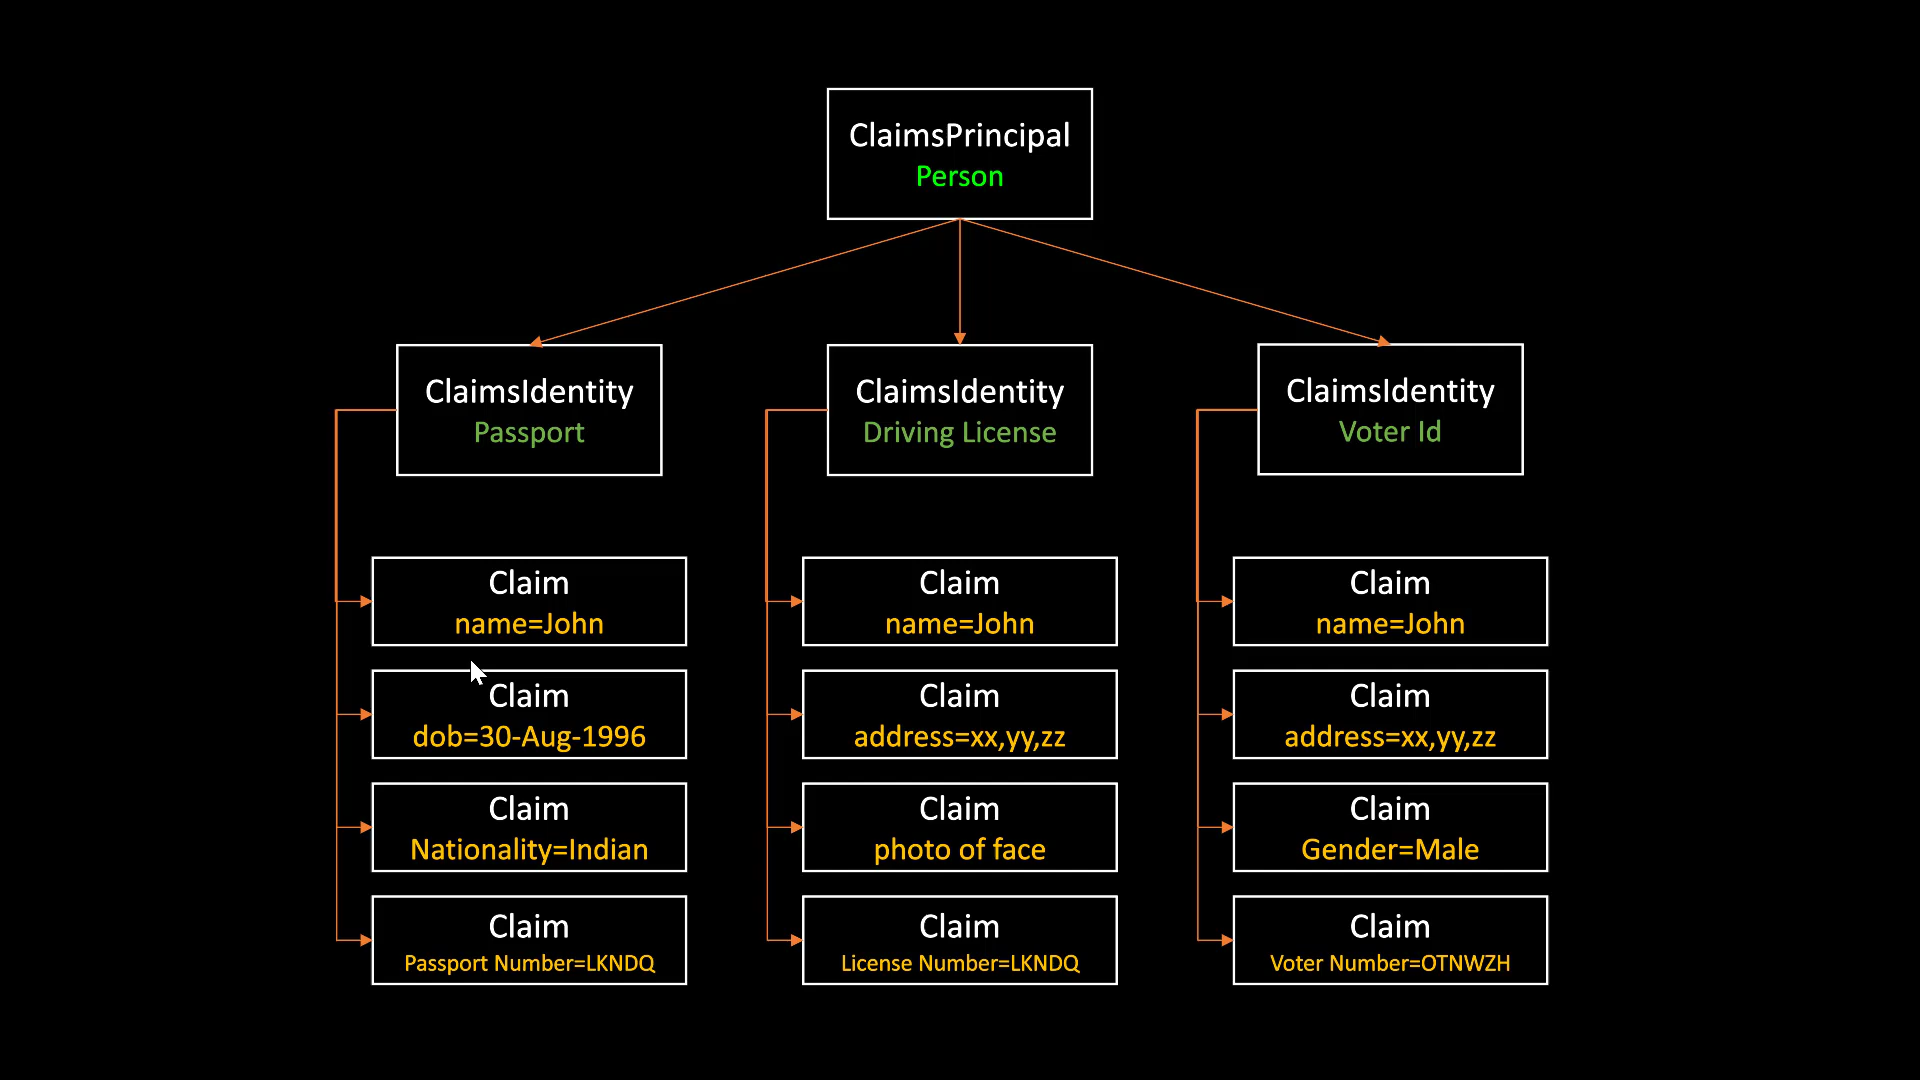 ClaimsPrincipal
Person
ClaimsIdentity
Passport
ClaimsIdentity
Driving License
ClaimsIdentity
Voter Id
Claim
name=John
Claim
dob=30-Aug-1996
Claim
Nationality=Indian
Claim
Passport Number=LKNDQ
Claim
name=John
Claim
address=xx,yy,zz
Claim
photo of face
Claim
License Number=LKNDQ
Claim
name=John
Claim
address=xx,yy,zz
Claim
Gender=Male
Claim
Voter Number=OTNWZH